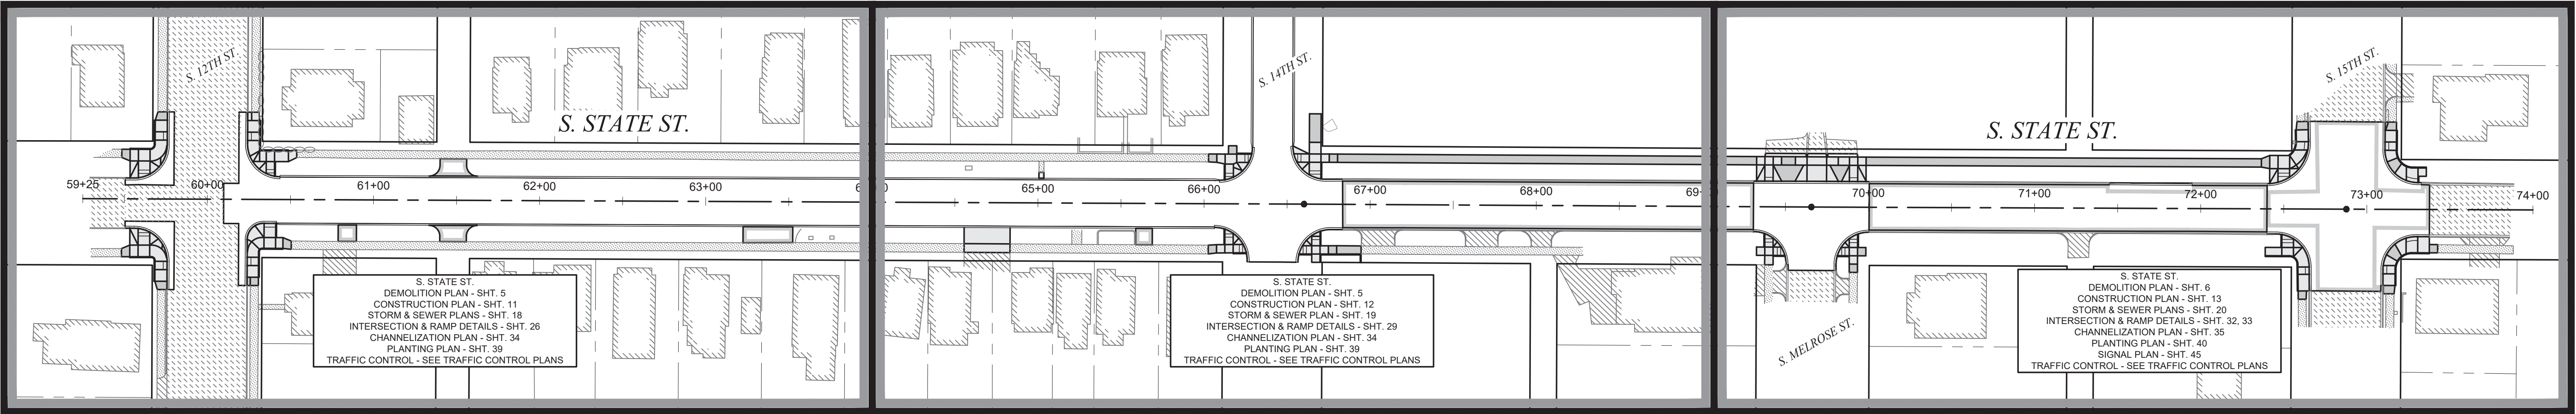 S. 12TH ST.
S. STATE ST.
59+25
60+00
61+00
62+00
63+00
S. STATE ST.
DEMOLITION PLAN - SHT. 5
CONSTRUCTION PLAN - SHT. 11
STORM & SEWER PLANS - SHT. 18
INTERSECTION & RAMP DETAILS - SHT. 26
CHANNELIZATION PLAN - SHT. 34
PLANTING PLAN - SHT. 39
TRAFFIC CONTROL - SEE TRAFFIC CONTROL PLANS
S. 14TH ST.
65+00
66+00
67+00
68+00
S. STATE ST.
DEMOLITION PLAN - SHT. 5
CONSTRUCTION PLAN - SHT. 12
STORM & SEWER PLANS - SHT. 19
INTERSECTION & RAMP DETAILS - SHT. 29
CHANNELIZATION PLAN - SHT. 34
PLANTING PLAN - SHT. 39
TRAFFIC CONTROL - SEE TRAFFIC CONTROL PLANS
S. 15TH ST.
S. STATE ST.
70+00
71+00
72+00
73+00
74+00
S. MELROSE ST.
S. STATE ST.
DEMOLITION PLAN - SHT. 6
CONSTRUCTION PLAN - SHT. 13
STORM & SEWER PLANS - SHT. 20
INTERSECTION & RAMP DETAILS - SHT. 32, 33
CHANNELIZATION PLAN - SHT. 35
PLANTING PLAN - SHT. 40
SIGNAL PLAN - SHT. 45
TRAFFIC CONTROL - SEE TRAFFIC CONTROL PLANS